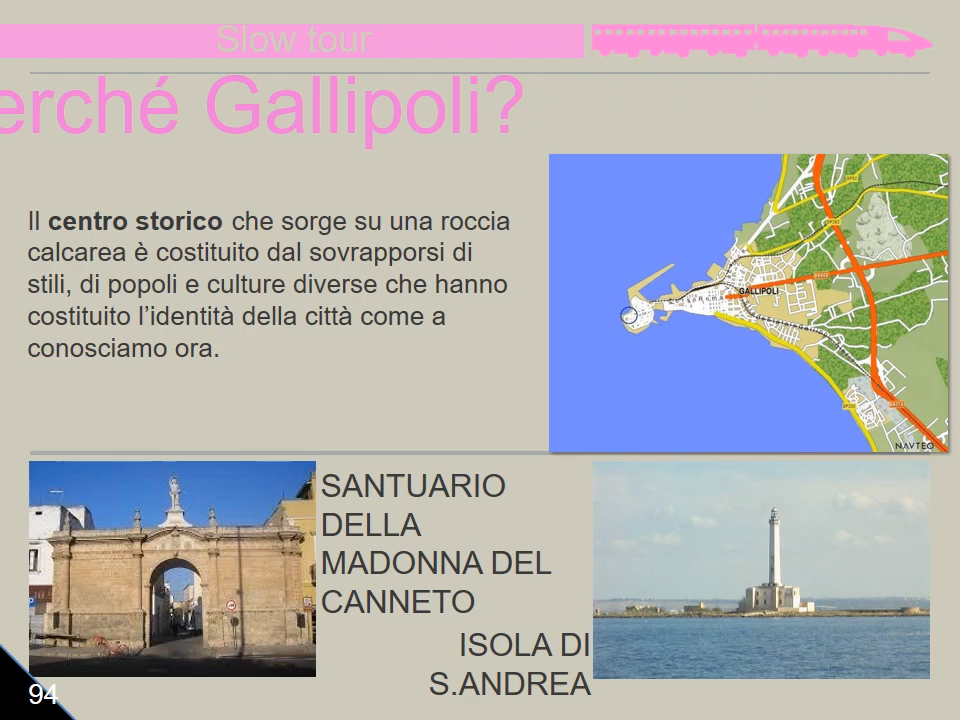 Slow tour
erché Gallipoli?
Il centro storico che sorge su una roccia
calcarea è costituito dal sovrapporsi di
stili, di popoli e culture diverse che hanno
costituito l’identità della città come a
conosciamo ora.
GALLIPOLI
NAVTEQ
SANTUARIO
DELLA
MADONNA DEL
CANNETO
ISOLA DI
S.ANDREA
94